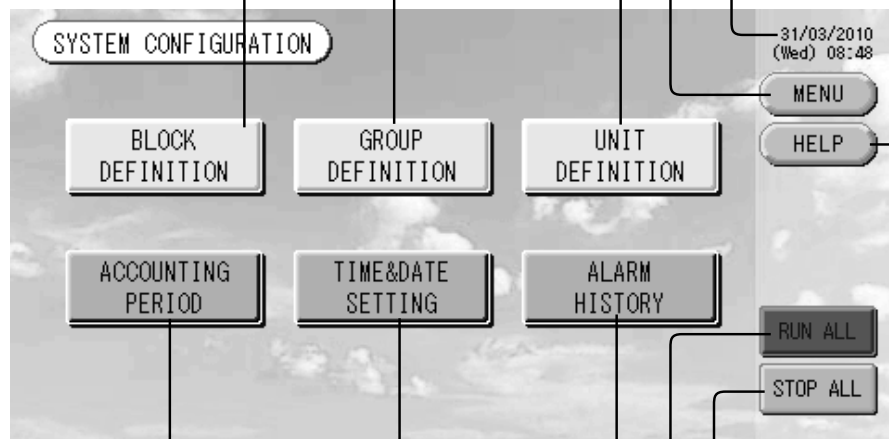 SYSTEM CONFIGURATION
31/03/2010
(Wed) 08:48
MENU
HELP
BLOCK
DEFINITION
GROUP
DEFINITION
UNIT
DEFINITION
ACCOUNTING
PERIOD
TIME&DATE
SETTING
ALARM
HISTORY
RUN ALL
STOP ALL